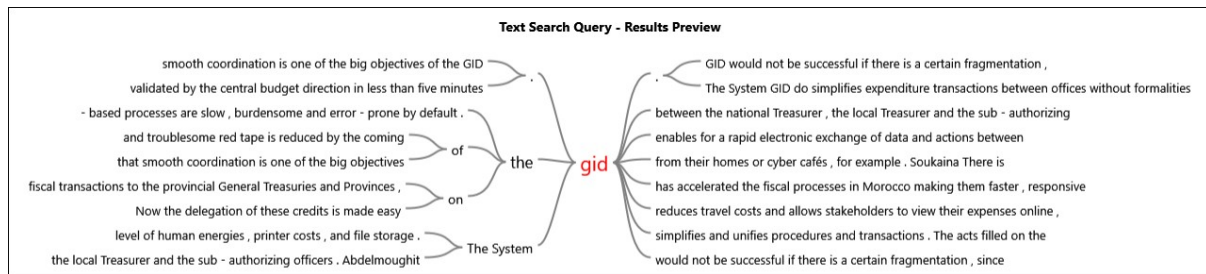 Text Search Query - Results Preview
smooth coordination is one of the big objectives of the GID
validated by the central budget direction in less than five minutes
.
- based processes are slow , burdensome and error - prone by default .
and troublesome red tape is reduced by the coming
that smooth coordination is one of the big objectives
of
fiscal transactions to the provincial General Treasuries and Provinces ,
Now the delegation of these credits is made easy
on
the
level of human energies , printer costs , and file storage .
the local Treasurer and the sub - authorizing officers . Abdelmoughit
The System
gid
.
GID would not be successful if there is a certain fragmentation ,
The System GID do simplifies expenditure transactions between offices without formalities
between the national Treasurer , the local Treasurer and the sub - authorizing
enables for a rapid electronic exchange of data and actions between
from their homes or cyber cafés , for example . Soukaina There is
has accelerated the fiscal processes in Morocco making them faster , responsive
reduces travel costs and allows stakeholders to view their expenses online ,
simplifies and unifies procedures and transactions . The acts filled on the
would not be successful if there is a certain fragmentation , since